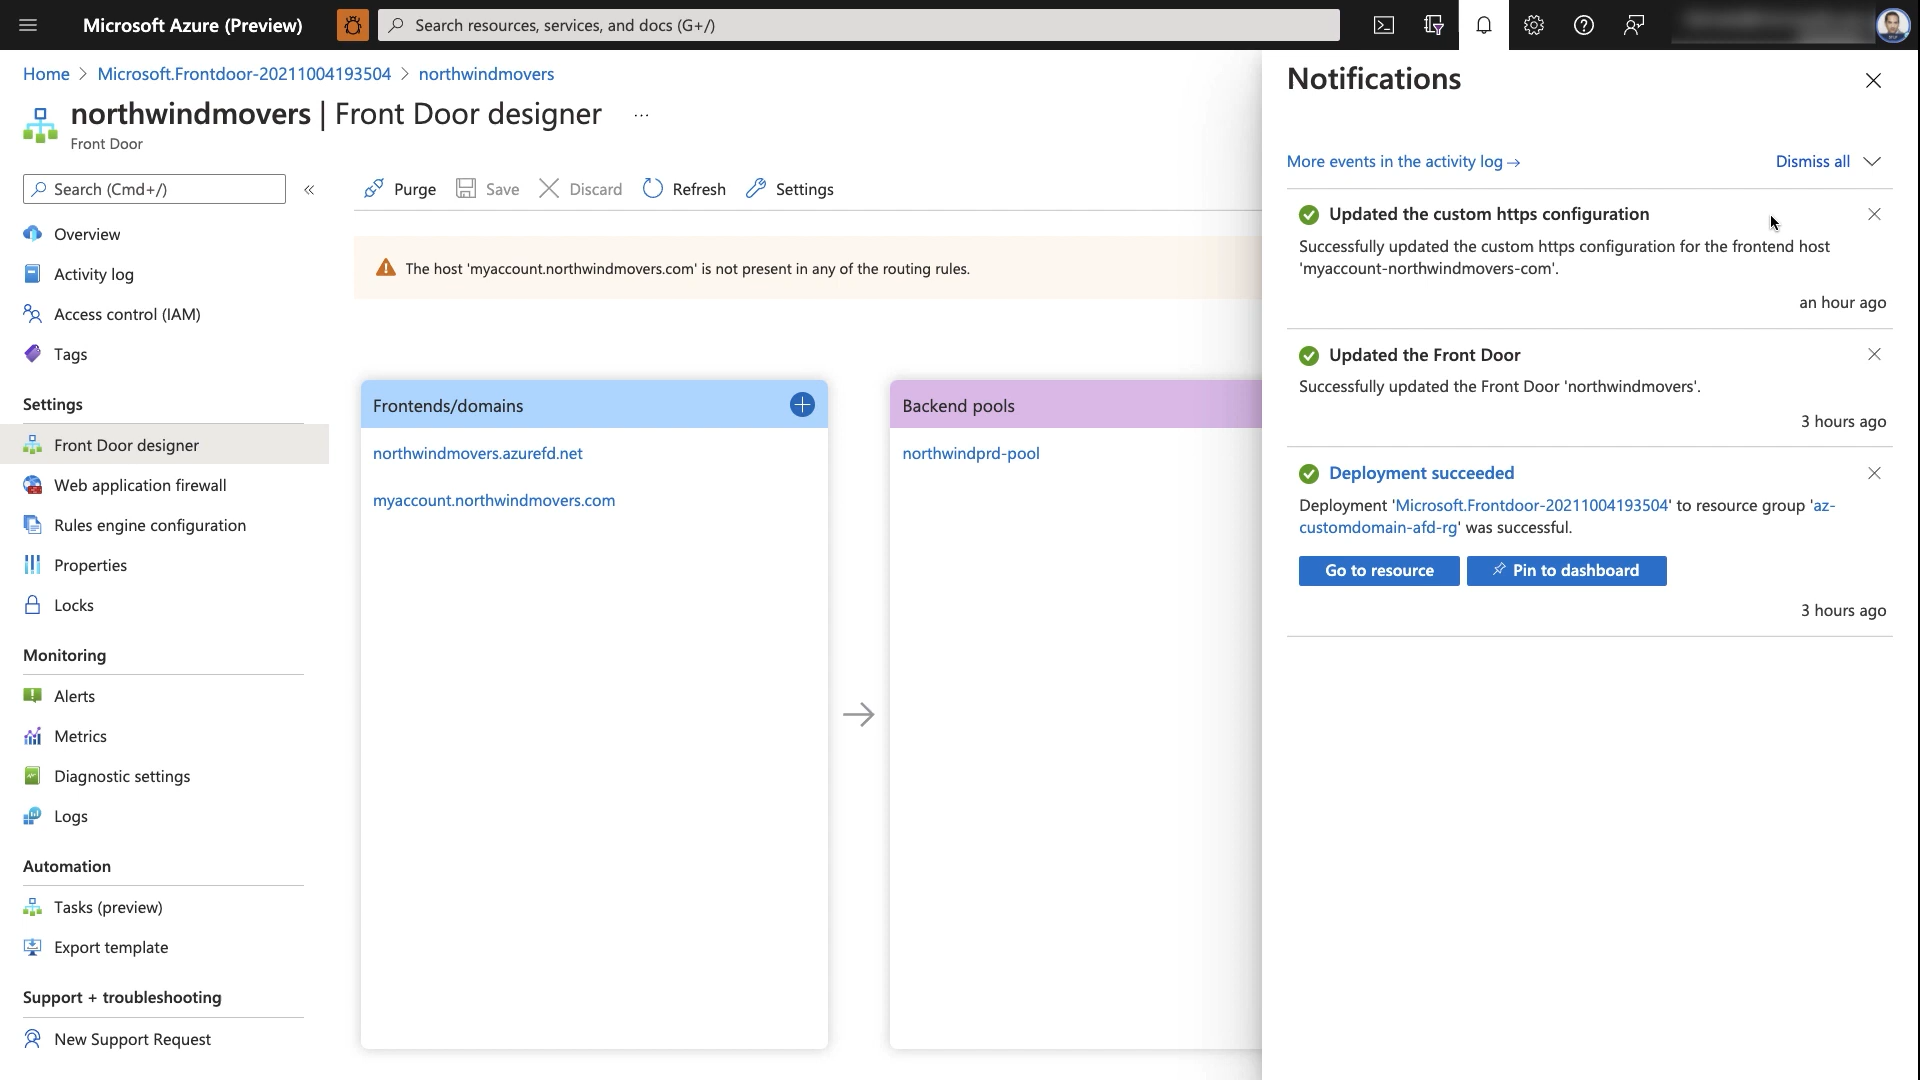 Microsoft Azure (Preview)
Search resources, services, and docs (G+/)
Home > Microsoft.Frontdoor-20211004193504 > northwindmovers
northwindmovers | Front Door designer ...
Front Door
Search (Cmd+/)
«
Overview
Activity log
Access control (IAM)
Tags
Settings
Front Door designer
Web application firewall
Rules engine configuration
Properties
Locks
Monitoring
Alerts
Metrics
Diagnostic settings
Logs
Automation
Tasks (preview)
Export template
Support + troubleshooting
New Support Request
Purge Save Discard Refresh Settings
The host 'myaccount.northwindmovers.com' is not present in any of the routing rules.
Frontends/domains
northwindmovers.azurefd.net
myaccount.northwindmovers.com
Backend pools
northwindprd-pool
Notifications
More events in the activity log → Dismiss all
Updated the custom https configuration
Successfully updated the custom https configuration for the frontend host
'myaccount-northwindmovers-com'.
an hour ago
Updated the Front Door
Successfully updated the Front Door 'northwindmovers'.
3 hours ago
Deployment succeeded
Deployment 'Microsoft.Frontdoor-20211004193504' to resource group 'az-
customdomain-afd-rg' was successful.
Go to resource Pin to dashboard
3 hours ago